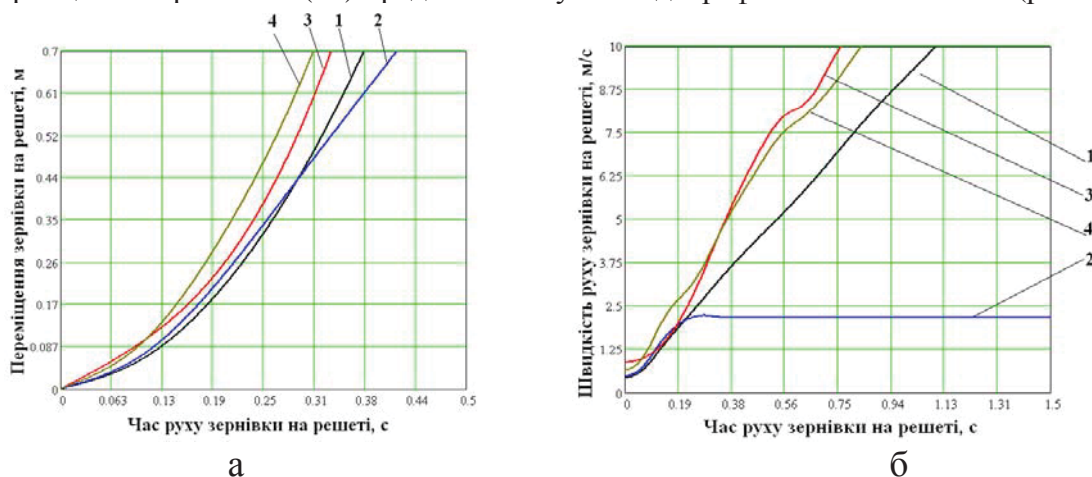 4 3 1 2
0.7
0.61
0.52
0.44
0.35
0.26
0.17
0.087
0
0 0.063 0.13 0.19 0.25 0.31 0.38 0.44 0.5
Переміщення зернівки на решеті, м
Час руху зернівки на решеті, с
а
10
8.75
7.5
6.25
5
3.75
2.5
1.25
0
0 0.19 0.38 0.56 0.75 0.94 1.13 1.31 1.5
Швидкість руху зернівки на решеті, м/с
Час руху зернівки на решеті, с
1
3
4
2
б